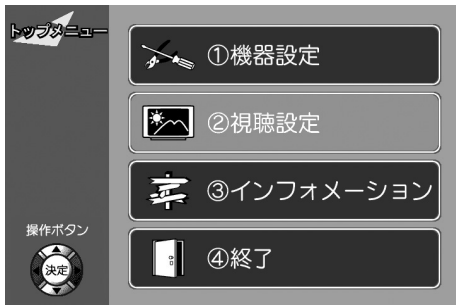 トップメニュー
①機器設定
②視聴設定
③インフォメーション
④終了
操作ボタン
決定